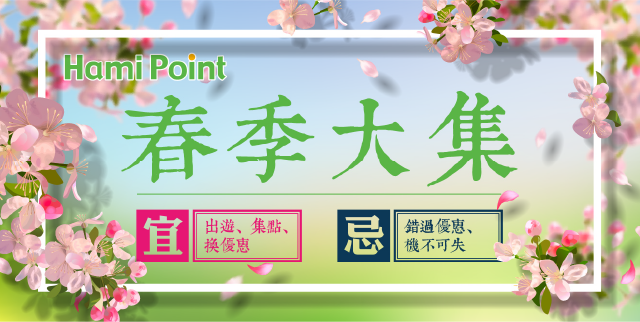 Hami Point
春季大集
宜
出遊、集點、
換優惠
忌
錯過優惠、
機不可失